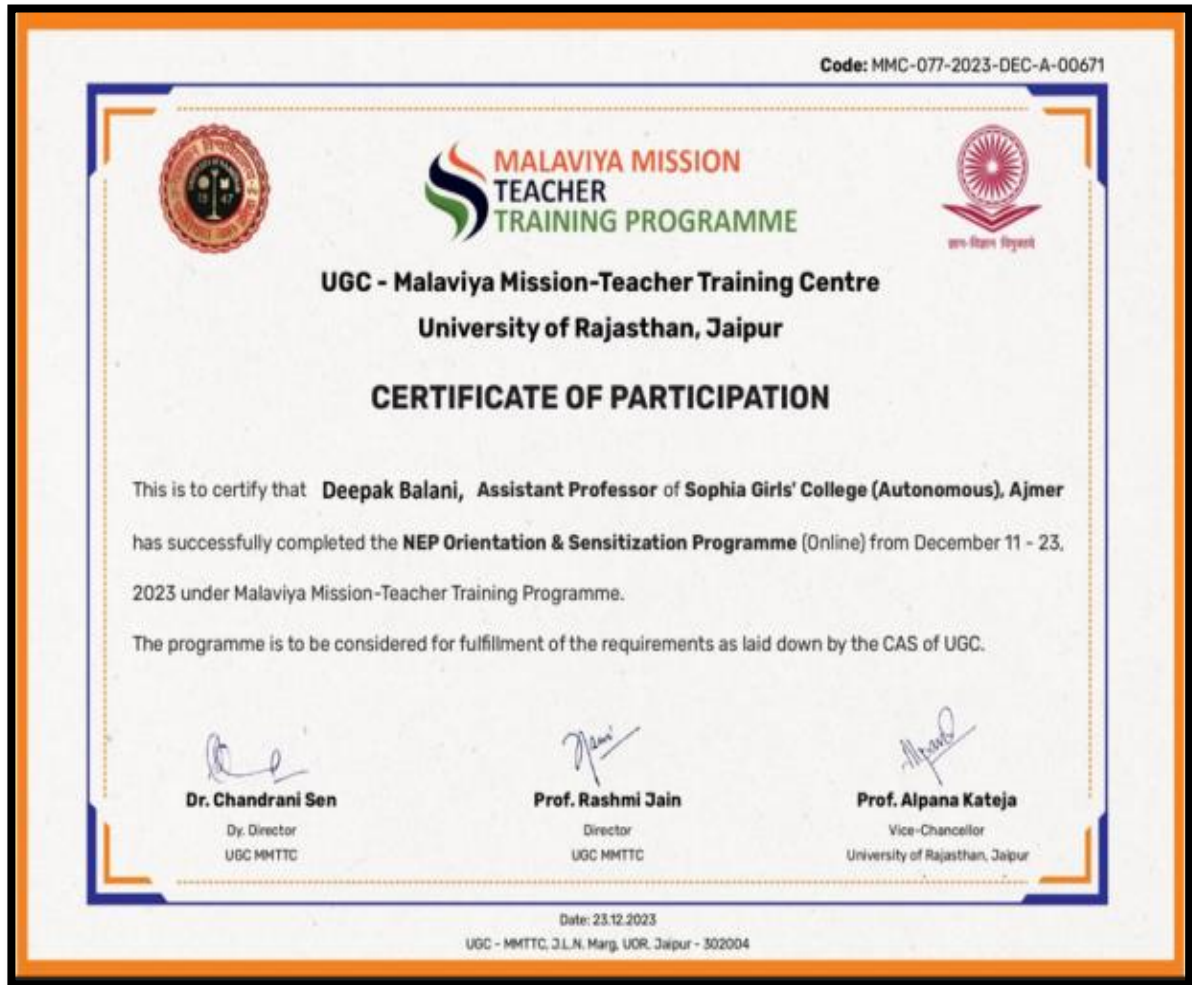 Code: MMC-077-2023-DEC-A-00671
MALAVIYA MISSION
TEACHER
TRAINING PROGRAMME
ज्ञान-विज्ञान विमुक्तये
UGC - Malaviya Mission-Teacher Training Centre
University of Rajasthan, Jaipur
CERTIFICATE OF PARTICIPATION
This is to certify that Deepak Balani, Assistant Professor of Sophia Girls' College (Autonomous), Ajmer
has successfully completed the NEP Orientation & Sensitization Programme (Online) from December 11 - 23,
2023 under Malaviya Mission-Teacher Training Programme.
The programme is to be considered for fulfillment of the requirements as laid down by the CAS of UGC.
Dr. Chandrani Sen
Prof. Rashmi Jain
Prof. Alpana Kateja
Dy. Director
Director
Vice-Chancellor
UGC MMTTC
UGC MMTTC
University of Rajasthan, Jaipur
Date: 23.12.2023
UGC - MMTTC, J.L.N. Marg, UOR, Jaipur - 302004